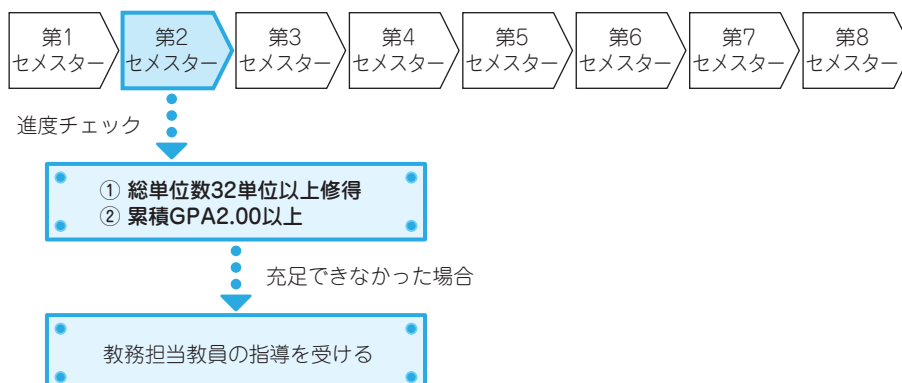 第1
セメスター
第2
セメスター
第3
セメスター
第4
セメスター
第5
セメスター
第6
セメスター
第7
セメスター
第8
セメスター
進度チェック
① 総単位数32単位以上修得
② 累積GPA2.00以上
充足できなかった場合
教務担当教員の指導を受ける